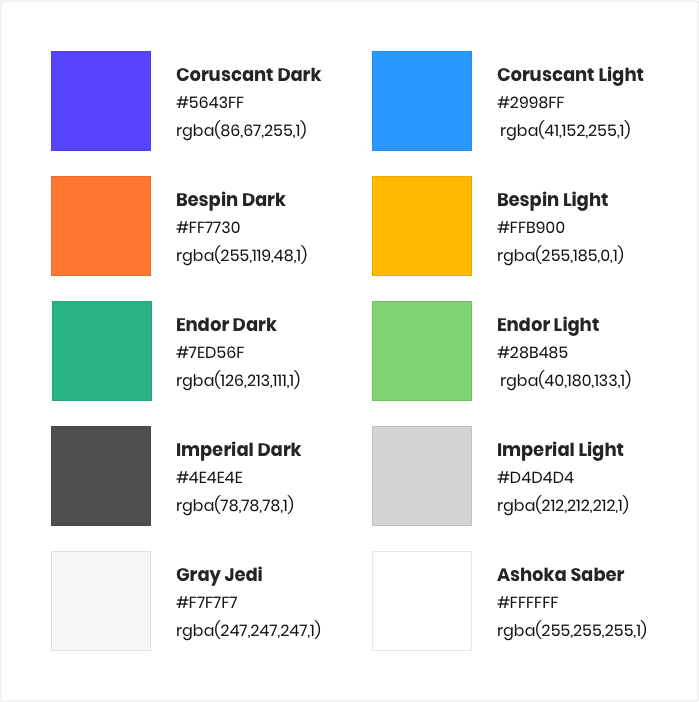 Coruscant Dark
#5643FF
rgba(86,67,255,1)
Coruscant Light
#2998FF
rgba(41,152,255,1)
Bespin Dark
#FF7730
rgba(255,119,48,1)
Bespin Light
#FFB900
rgba(255,185,0,1)
Endor Dark
#7ED56F
rgba(126,213,111,1)
Endor Light
#28B485
rgba(40,180,133,1)
Imperial Dark
#4E4E4E
rgba(78,78,78,1)
Imperial Light
#D4D4D4
rgba(212,212,212,1)
Gray Jedi
#F7F7F7
rgba(247,247,247,1)
Ashoka Saber
#FFFFFF
rgba(255,255,255,1)